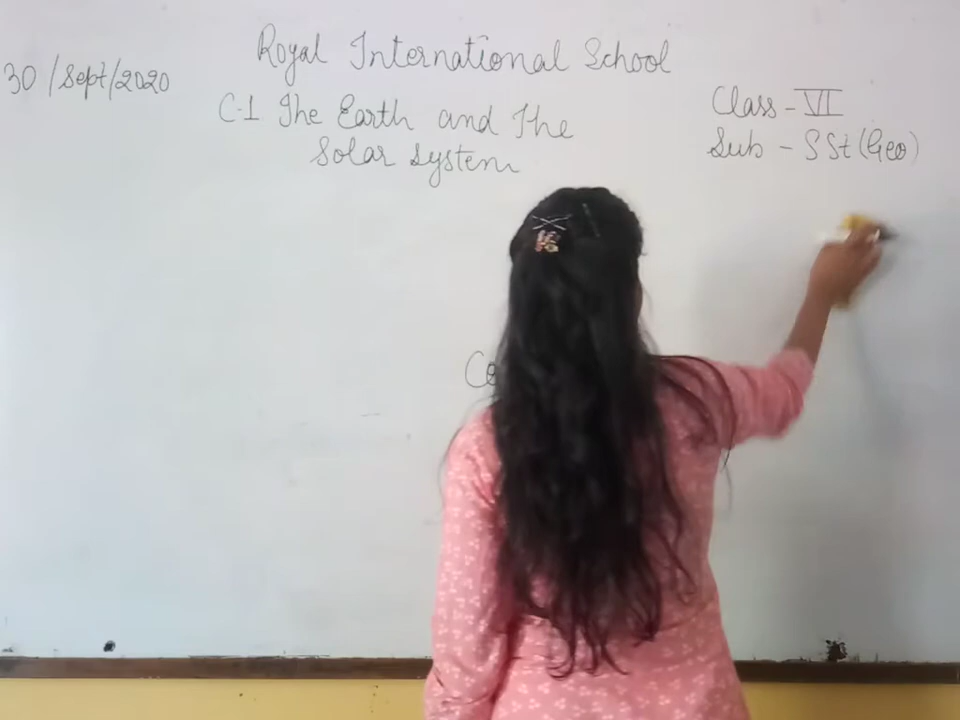 Royal International School
30/Sept/2020
C-1 The Earth and The
Solar System
Class - VI
Sub - SSt (Geo)